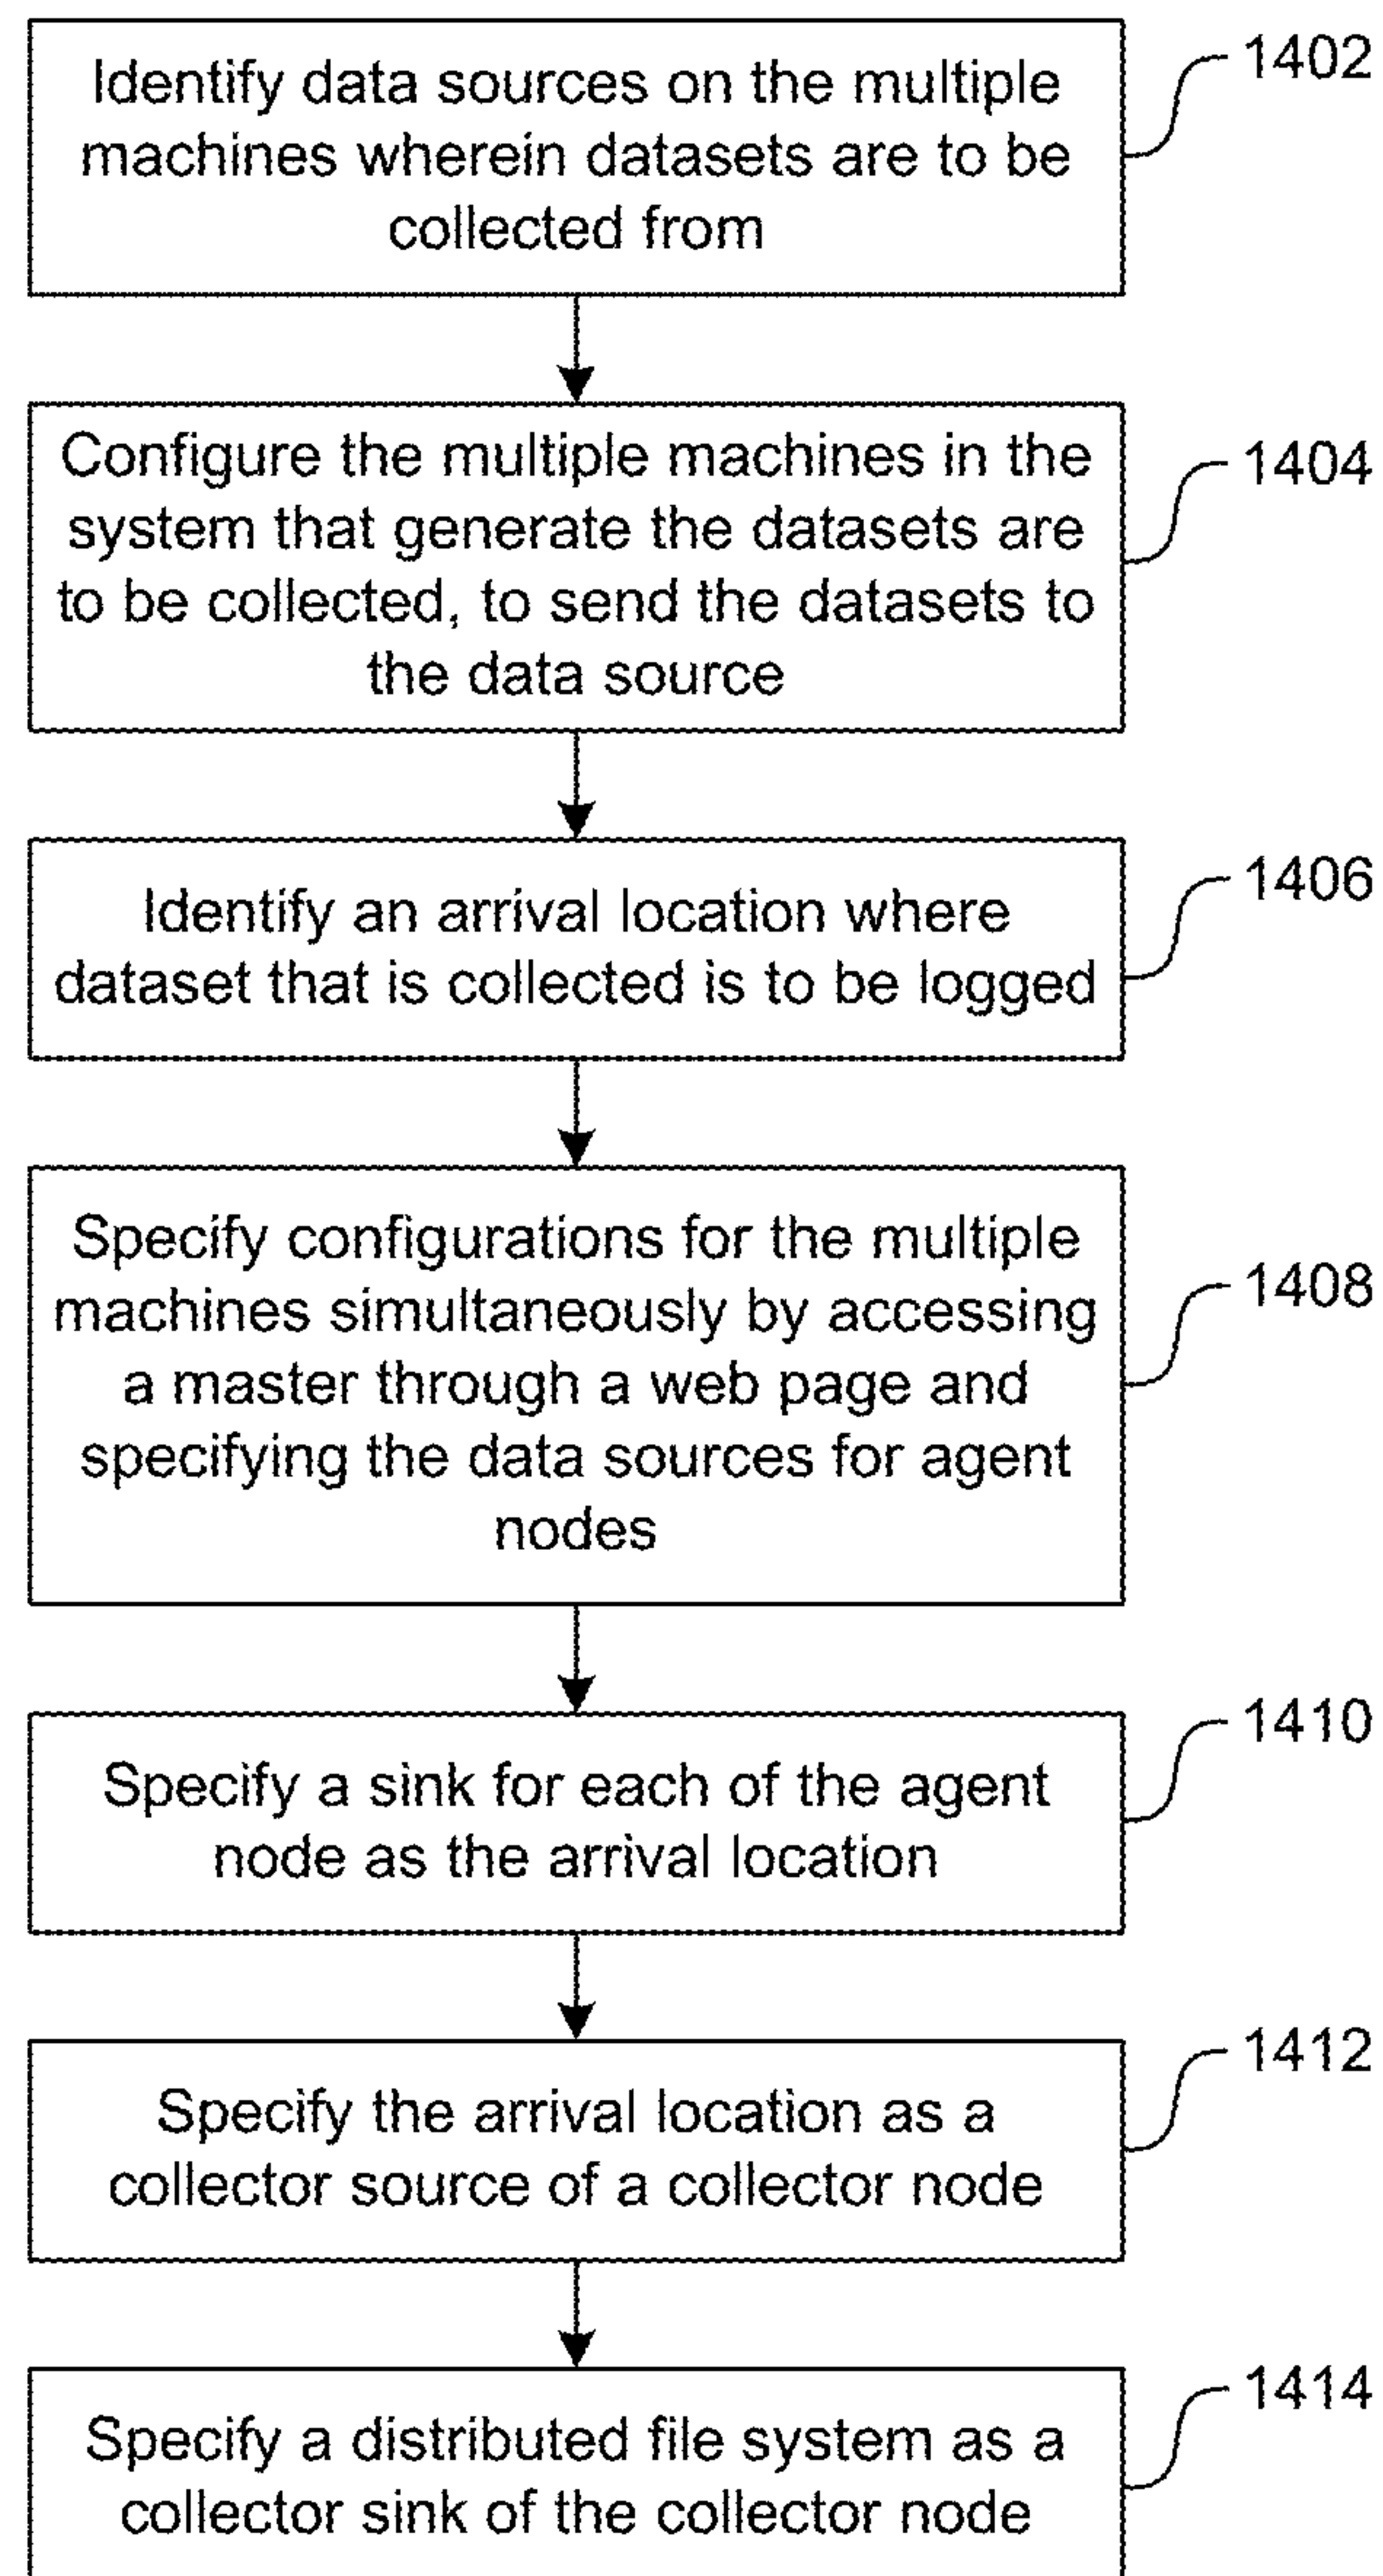 Identify data sources on the multiple
machines wherein datasets are to be
collected from
1402
Configure the multiple machines in the
system that generate the datasets are
to be collected, to send the datasets to
the data source
1404
Identify an arrival location where
dataset that is collected is to be logged
1406
Specify configurations for the multiple
machines simultaneously by accessing
a master through a web page and
specifying the data sources for agent
nodes
1408
Specify a sink for each of the agent
node as the arrival location
1410
Specify the arrival location as a
collector source of a collector node
1412
Specify a distributed file system as a
collector sink of the collector node
1414